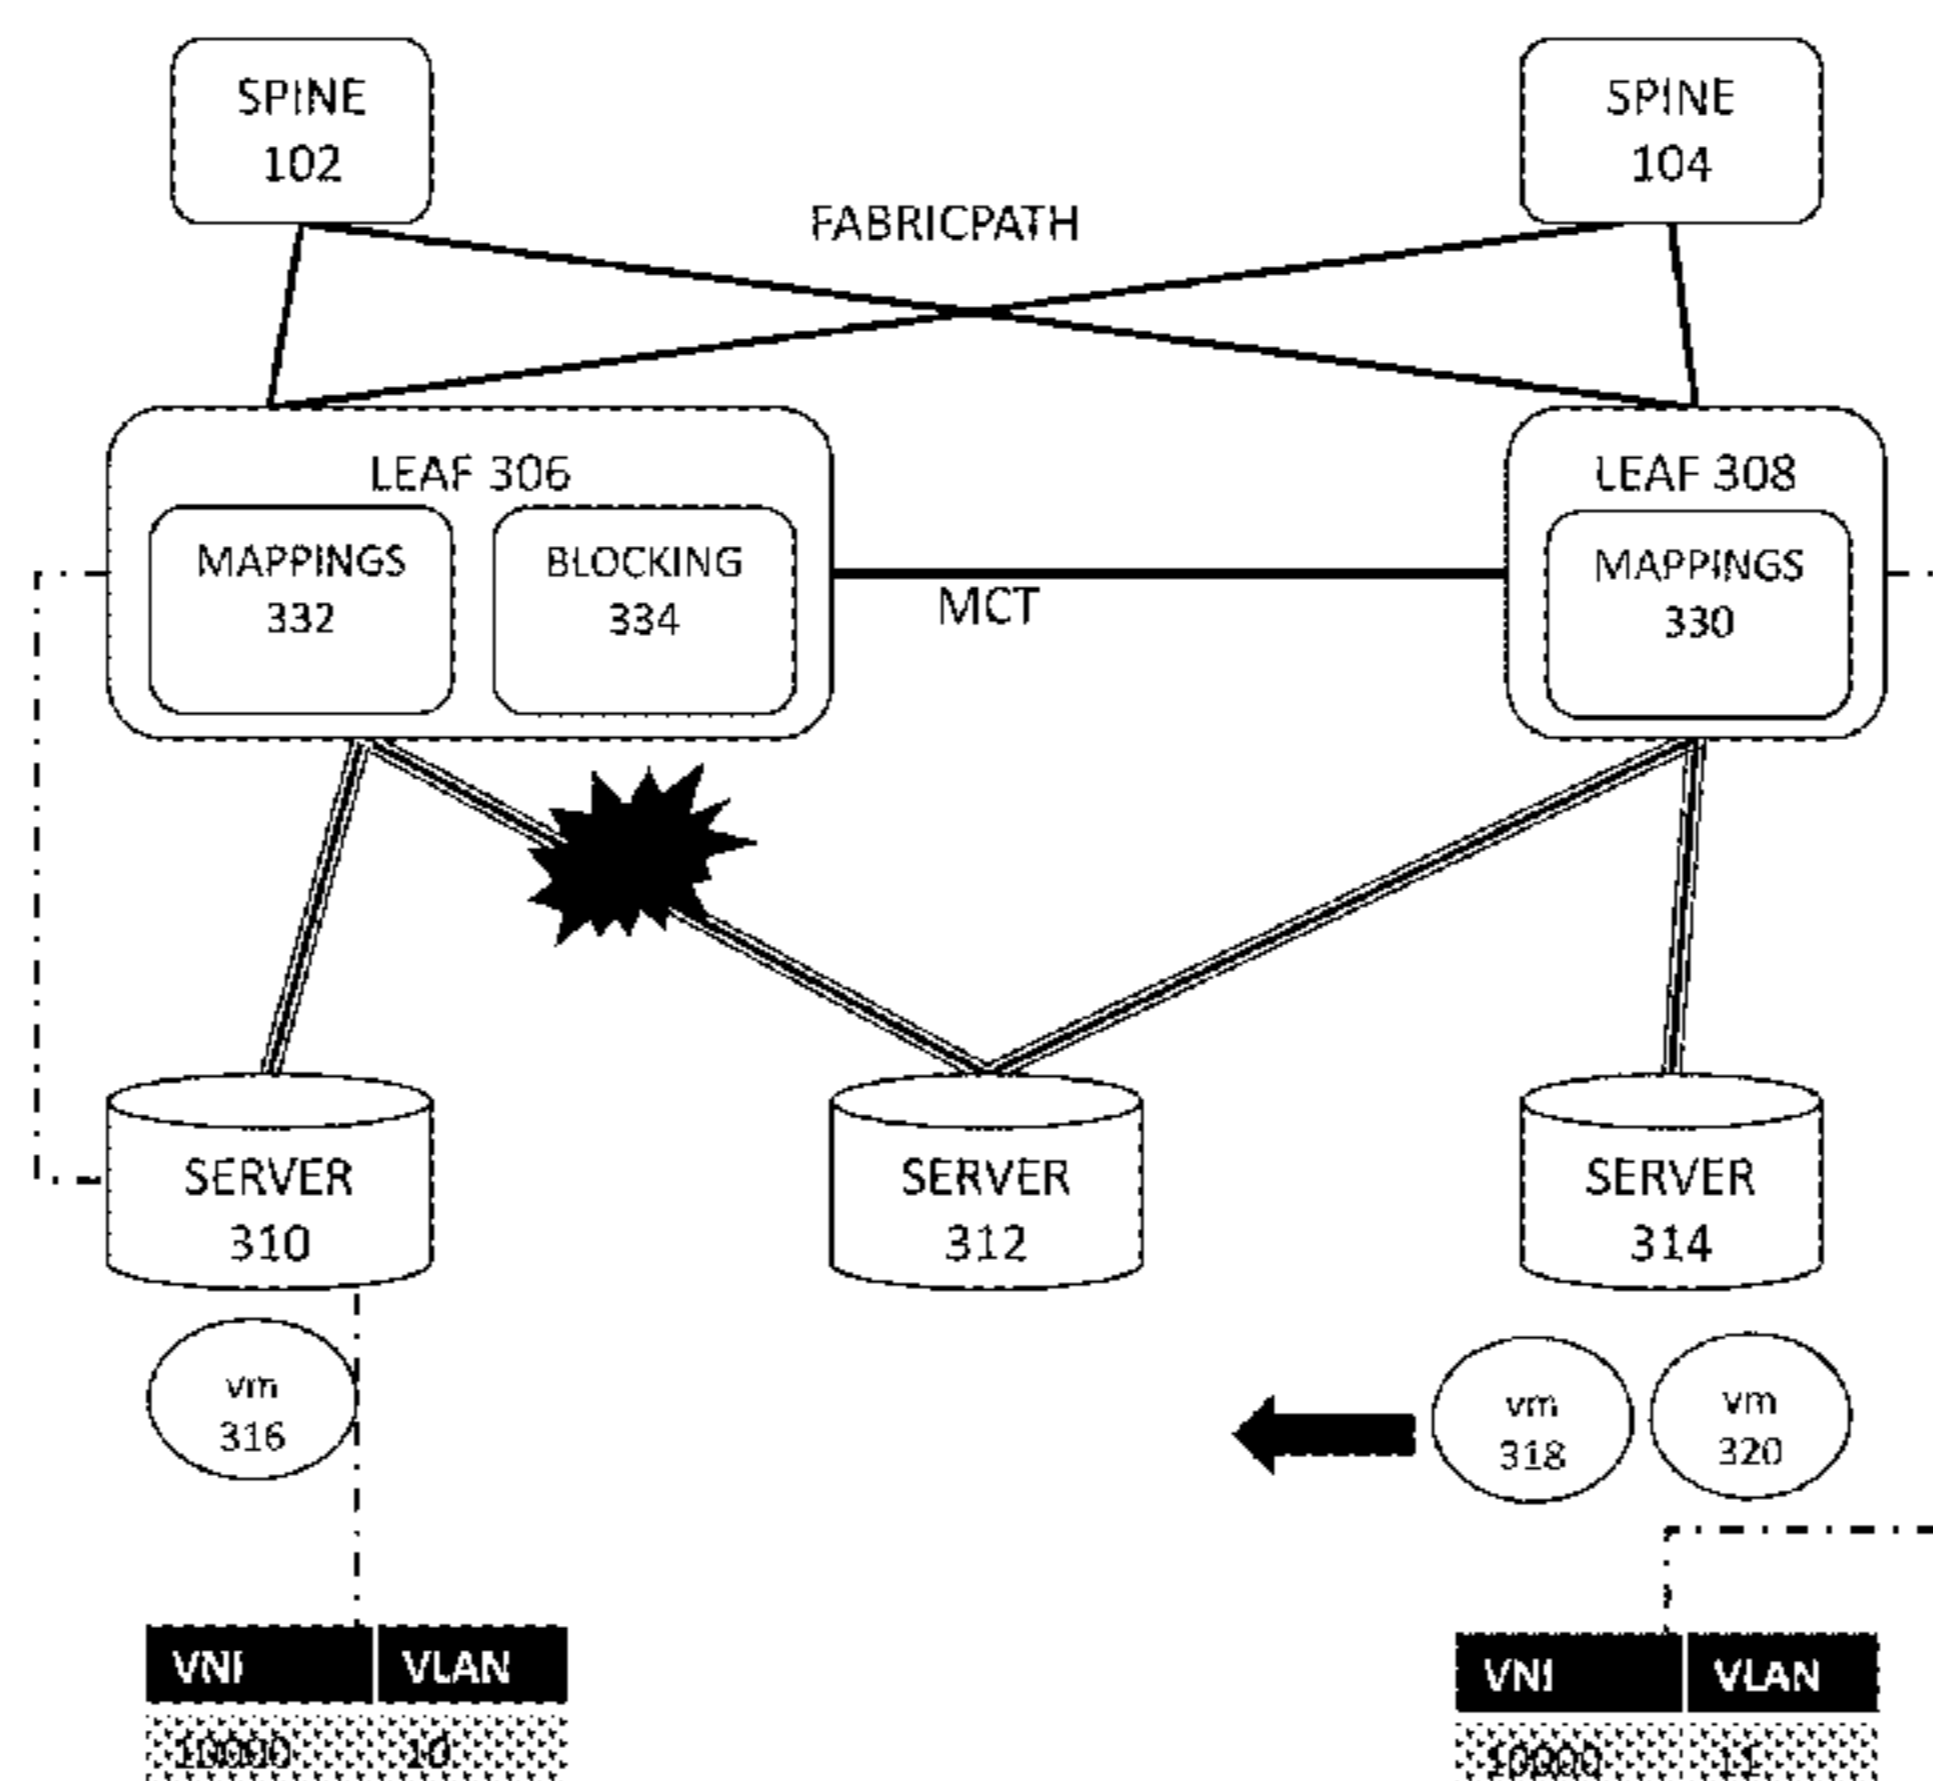 SPINE
102
SPINE
104
FABRICPATH
LEAF 306
MAPPINGS
332
BLOCKING
334
MCT
LEAF 308
MAPPINGS
330
SERVER
310
SERVER
312
SERVER
314
vm
316
vm
318
vm
320
VNI VLAN
10000 10
VNI VLAN
10000 11